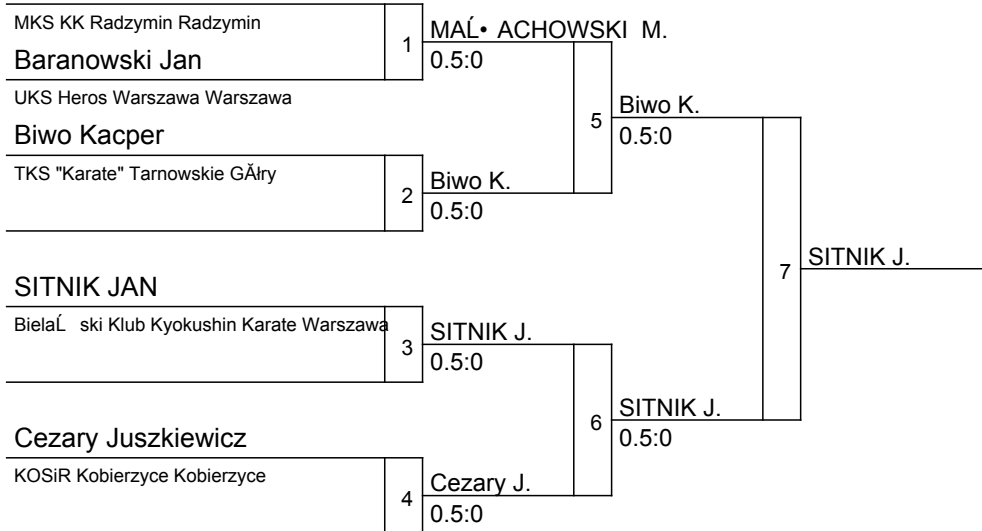 MKS KK Radzymin Radzymin
1
MAĹ• ACHOWSKI M.
0.5:0
Baranowski Jan
UKS Heros Warszawa Warszawa
5
Biwo K.
0.5:0
Biwo Kacper
TKS "Karate" Tarnowskie GĂłry
2
Biwo K.
0.5:0
7
SITNIK J.
SITNIK JAN
BielaĹ ski Klub Kyokushin Karate Warszawa
3
SITNIK J.
0.5:0
6
SITNIK J.
0.5:0
Cezary Juszkiewicz
KOSiR Kobierzyce Kobierzyce
4
Cezary J.
0.5:0